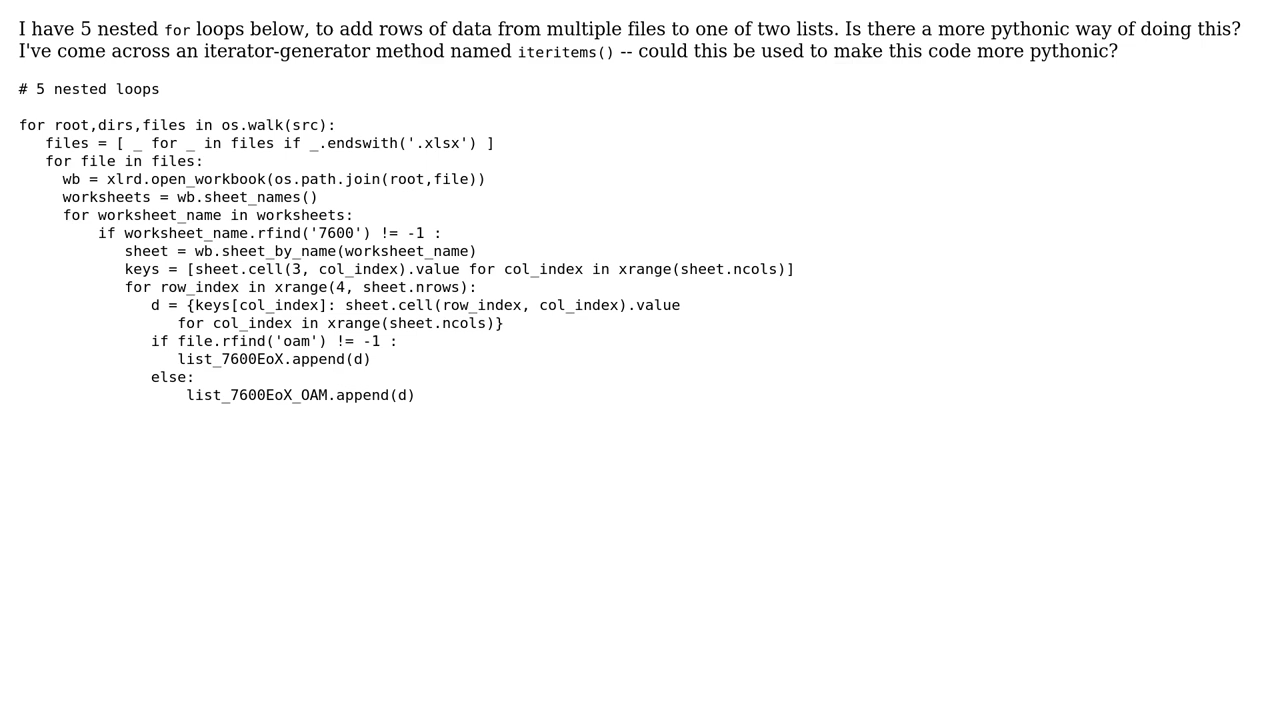 I have 5 nested for loops below, to add rows of data from multiple files to one of two lists. Is there a more pythonic way of doing this?
I've come across an iterator-generator method named iteritems() -- could this be used to make this code more pythonic?
# 5 nested loops
for root,dirs,files in os.walk(src):
   files = [ _ for _ in files if _.endswith('.xlsx') ]
   for file in files:
     wb = xlrd.open_workbook(os.path.join(root,file))
     worksheets = wb.sheet_names()
     for worksheet_name in worksheets:
         if worksheet_name.rfind('7600') != -1 :
            sheet = wb.sheet_by_name(worksheet_name)
            keys = [sheet.cell(3, col_index).value for col_index in xrange(sheet.ncols)]
            for row_index in xrange(4, sheet.nrows):
               d = {keys[col_index]: sheet.cell(row_index, col_index).value
                  for col_index in xrange(sheet.ncols)}
               if file.rfind('oam') != -1 :
                  list_7600EoX.append(d)
               else:
                   list_7600EoX_OAM.append(d)